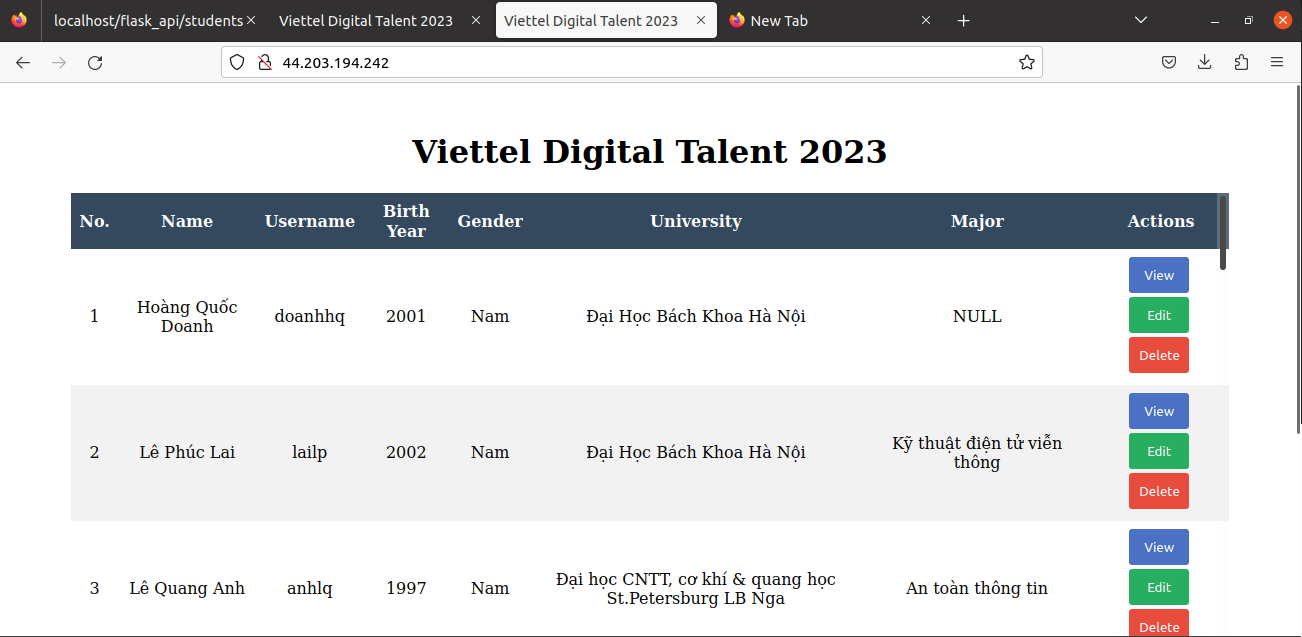 localhost/flask_api/students
Viettel Digital Talent 2023
Viettel Digital Talent 2023
New Tab
44.203.194.242
Viettel Digital Talent 2023
No. Name Username Birth Year Gender University Major Actions
1 Hoàng Quốc Doanh doanhhq 2001 Nam Đại Học Bách Khoa Hà Nội NULL
View
Edit
Delete
2 Lê Phúc Lai lailp 2002 Nam Đại Học Bách Khoa Hà Nội Kỹ thuật điện tử viễn thông
View
Edit
Delete
3 Lê Quang Anh anhlq 1997 Nam Đại học CNTT, cơ khí & quang học St.Petersburg LB Nga An toàn thông tin
View
Edit
Delete